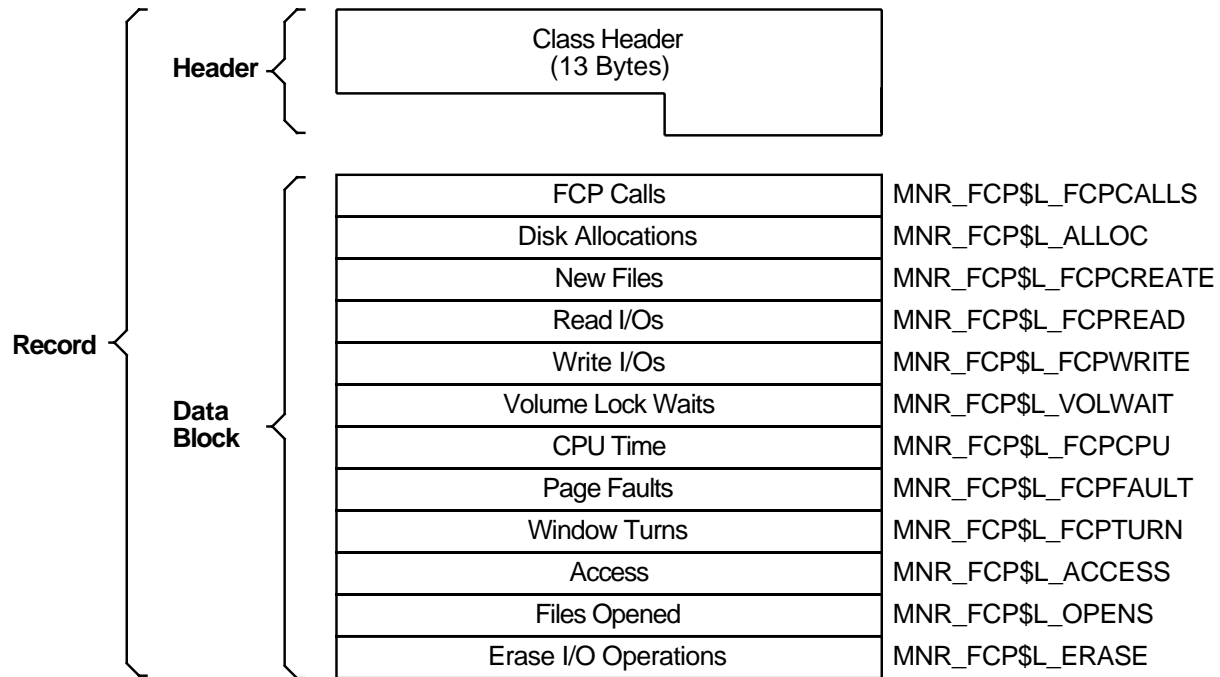 Class Header
(13 Bytes)
Header
FCP Calls MNR_FCP$L_FCPCALLS
Disk Allocations MNR_FCP$L_ALLOC
New Files MNR_FCP$L_FCPCREATE
Read I/Os MNR_FCP$L_FCPREAD
Record
Write I/Os MNR_FCP$L_FCPWRITE
Volume Lock Waits MNR_FCP$L_VOLWAIT
Data
Block
CPU Time MNR_FCP$L_FCPCPU
Page Faults MNR_FCP$L_FCPFAULT
Window Turns MNR_FCP$L_FCPTURN
Access MNR_FCP$L_ACCESS
Files Opened MNR_FCP$L_OPENS
Erase I/O Operations MNR_FCP$L_ERASE